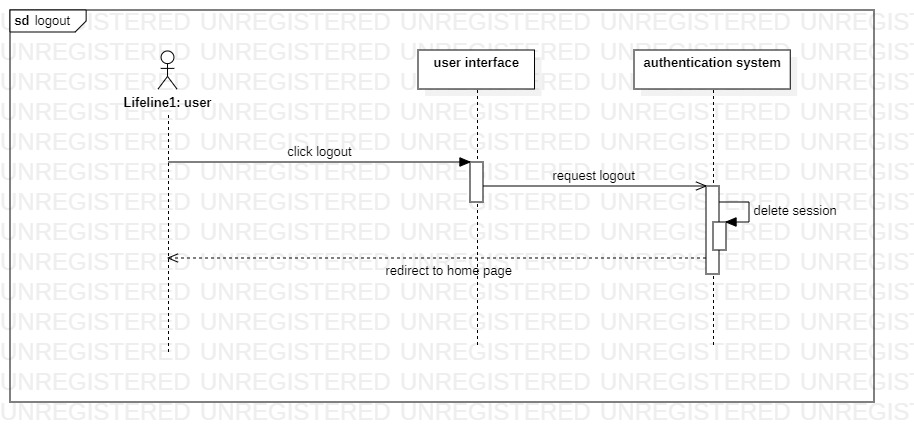 sd logout
user interface
authentication system
Lifeline1: user
click logout
request logout
delete session
redirect to home page
UNREGISTERED UNREGISTERED UNREGISTERED UNREGISTERED UNREGISTERED